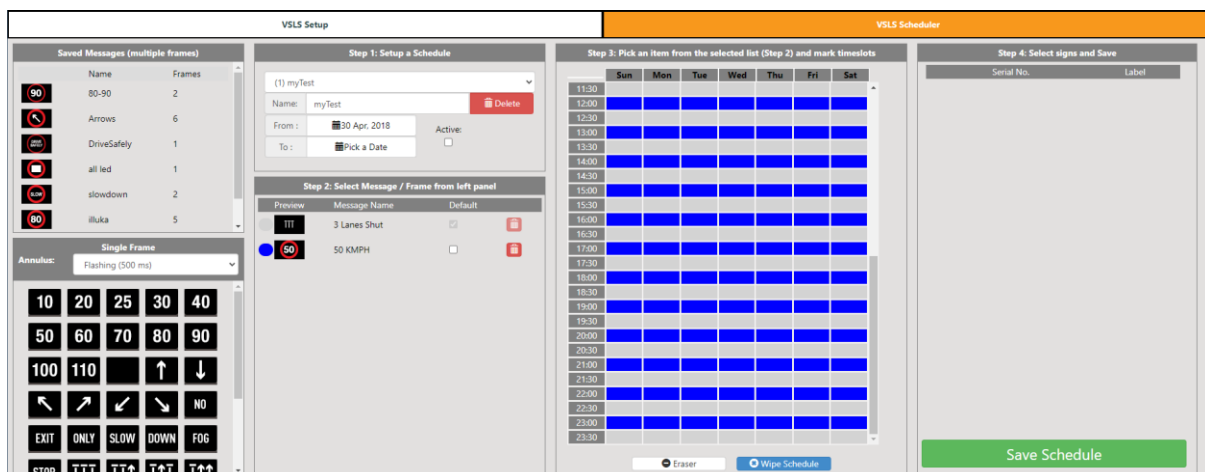 VSLS Setup
VSLS Scheduler
Saved Messages (multiple frames)
Name Frames
90 80-90 2
Arrows 6
DriveSafely 1
all led 1
SLOW slowdown 2
80 illuka 5
Single Frame
Annulus: Flashing (500 ms)
10 20 25 30 40
50 60 70 80 90
100 110
NO
EXIT ONLY SLOW DOWN FOG
STOP
Step 1: Setup a Schedule
(1) myTest
Name: myTest Delete
From : 30 Apr, 2018 Active:
To : Pick a Date
Step 2: Select Message / Frame from left panel
Preview Message Name Default
3 Lanes Shut
50 50 KMPH
Step 3: Pick an item from the selected list (Step 2) and mark timeslots
Sun Mon Tue Wed Thu Fri Sat
11:30
12:00
12:30
13:00
13:30
14:00
14:30
15:00
15:30
16:00
16:30
17:00
17:30
18:00
18:30
19:00
19:30
20:00
20:30
21:00
21:30
22:00
22:30
23:00
23:30
Eraser Wipe Schedule
Step 4: Select signs and Save
Serial No. Label
Save Schedule